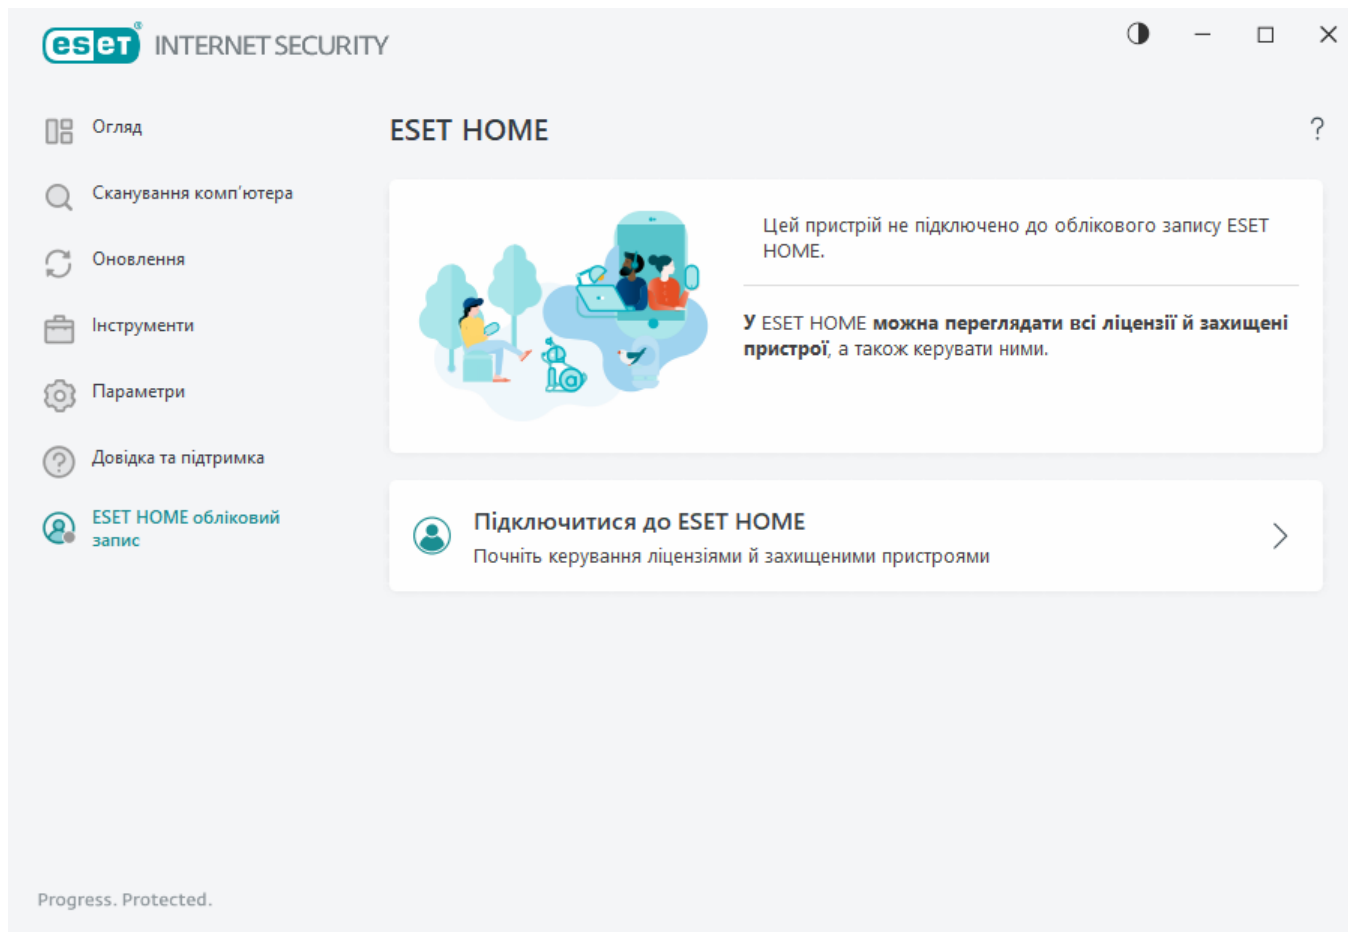 eset® INTERNET SECURITY
Огляд
Сканування комп'ютера
Оновлення
Інструменти
Параметри
Довідка та підтримка
ESET HOME обліковий
запис
ESET HOME
?
Цей пристрій не підключено до облікового запису ESET
HOME.
У ESET HOME можна переглядати всі ліцензії й захищені
пристрої, а також керувати ними.
Підключитися до ESET HOME
Почніть керування ліцензіями й захищеними пристроями
Progress. Protected.